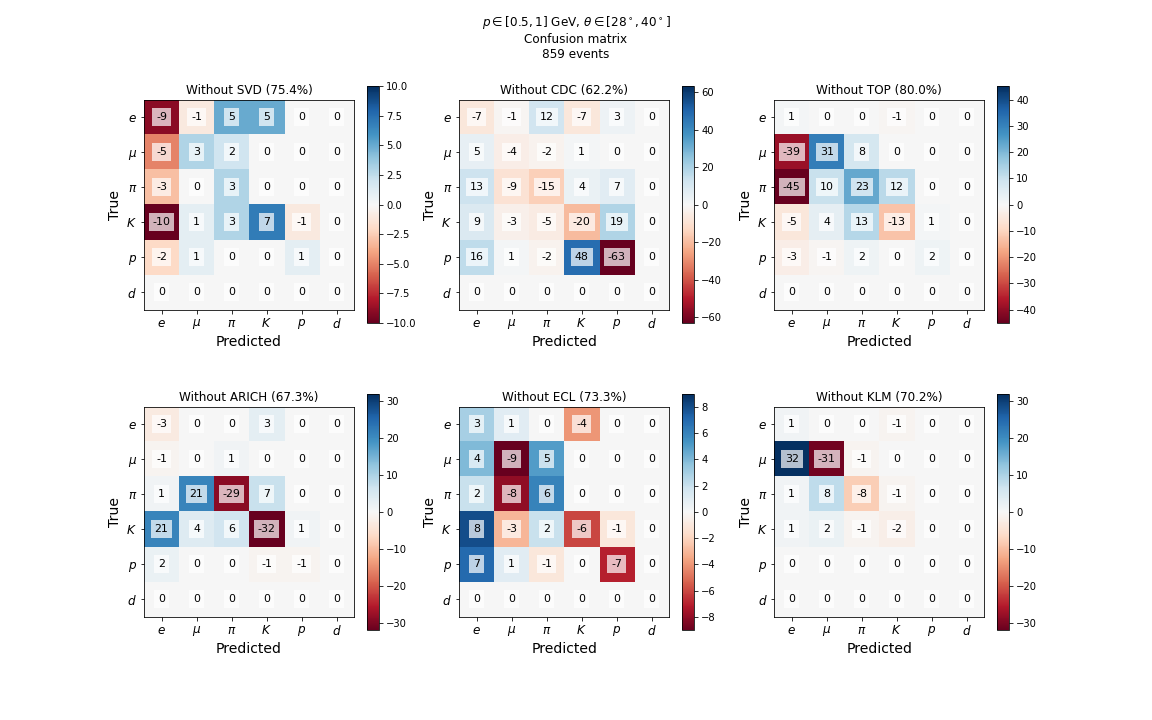 p ∈ [0.5, 1] GeV, θ ∈ [28°, 40°]
Confusion matrix
859 events
Without SVD (75.4%)
True
e -9 -1 5 5 0 0
μ -5 3 2 0 0 0
π -3 0 3 0 0 0
K -10 1 3 7 -1 0
p -2 1 0 0 1 0
d 0 0 0 0 0 0
e μ π K p d
Predicted
10.0
7.5
5.0
2.5
0.0
−2.5
−5.0
−7.5
−10.0
Without CDC (62.2%)
True
e -7 -1 12 -7 3 0
μ 5 -4 -2 1 0 0
π 13 -9 -15 4 7 0
K 9 -3 -5 -20 19 0
p 16 1 -2 48 -63 0
d 0 0 0 0 0 0
e μ π K p d
Predicted
60
40
20
0
−20
−40
−60
Without TOP (80.0%)
True
e 1 0 0 -1 0 0
μ -39 31 8 0 0 0
π -45 10 23 12 0 0
K -5 4 13 -13 1 0
p -3 -1 2 0 2 0
d 0 0 0 0 0 0
e μ π K p d
Predicted
40
30
20
10
0
−10
−20
−30
−40
Without ARICH (67.3%)
True
e -3 0 0 3 0 0
μ -1 0 1 0 0 0
π 1 21 -29 7 0 0
K 21 4 6 -32 1 0
p 2 0 0 -1 -1 0
d 0 0 0 0 0 0
e μ π K p d
Predicted
30
20
10
0
−10
−20
−30
Without ECL (73.3%)
True
e 3 1 0 -4 0 0
μ 4 -9 5 0 0 0
π 2 -8 6 0 0 0
K 8 -3 2 -6 -1 0
p 7 1 -1 0 -7 0
d 0 0 0 0 0 0
e μ π K p d
Predicted
8
6
4
2
0
−2
−4
−6
−8
Without KLM (70.2%)
True
e 1 0 0 -1 0 0
μ 32 -31 -1 0 0 0
π 1 8 -8 -1 0 0
K 1 2 -1 -2 0 0
p 0 0 0 0 0 0
d 0 0 0 0 0 0
e μ π K p d
Predicted
30
20
10
0
−10
−20
−30